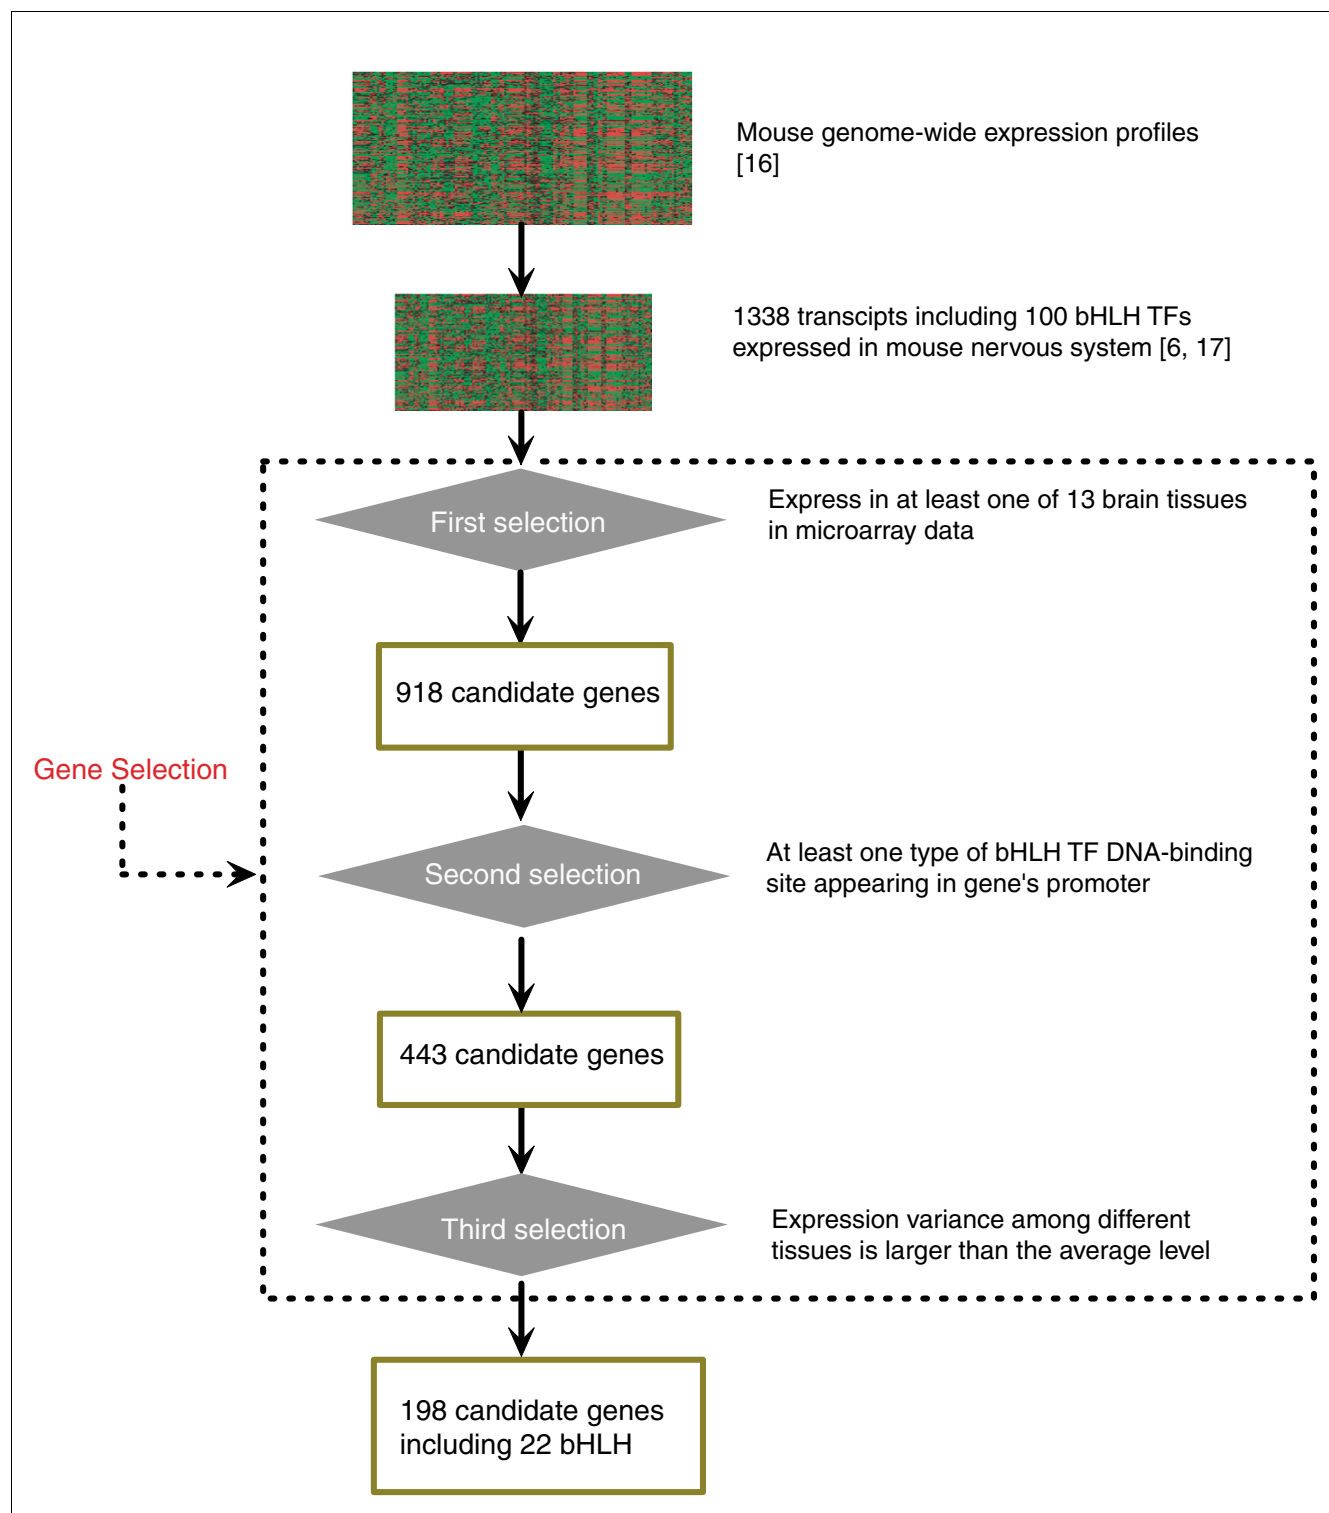 Mouse genome-wide expression profiles
[16]
1338 transcipts including 100 bHLH TFs
expressed in mouse nervous system [6, 17]
First selection
Express in at least one of 13 brain tissues
in microarray data
918 candidate genes
Gene Selection
Second selection
At least one type of bHLH TF DNA-binding
site appearing in gene's promoter
443 candidate genes
Third selection
Expression variance among different
tissues is larger than the average level
198 candidate genes
including 22 bHLH